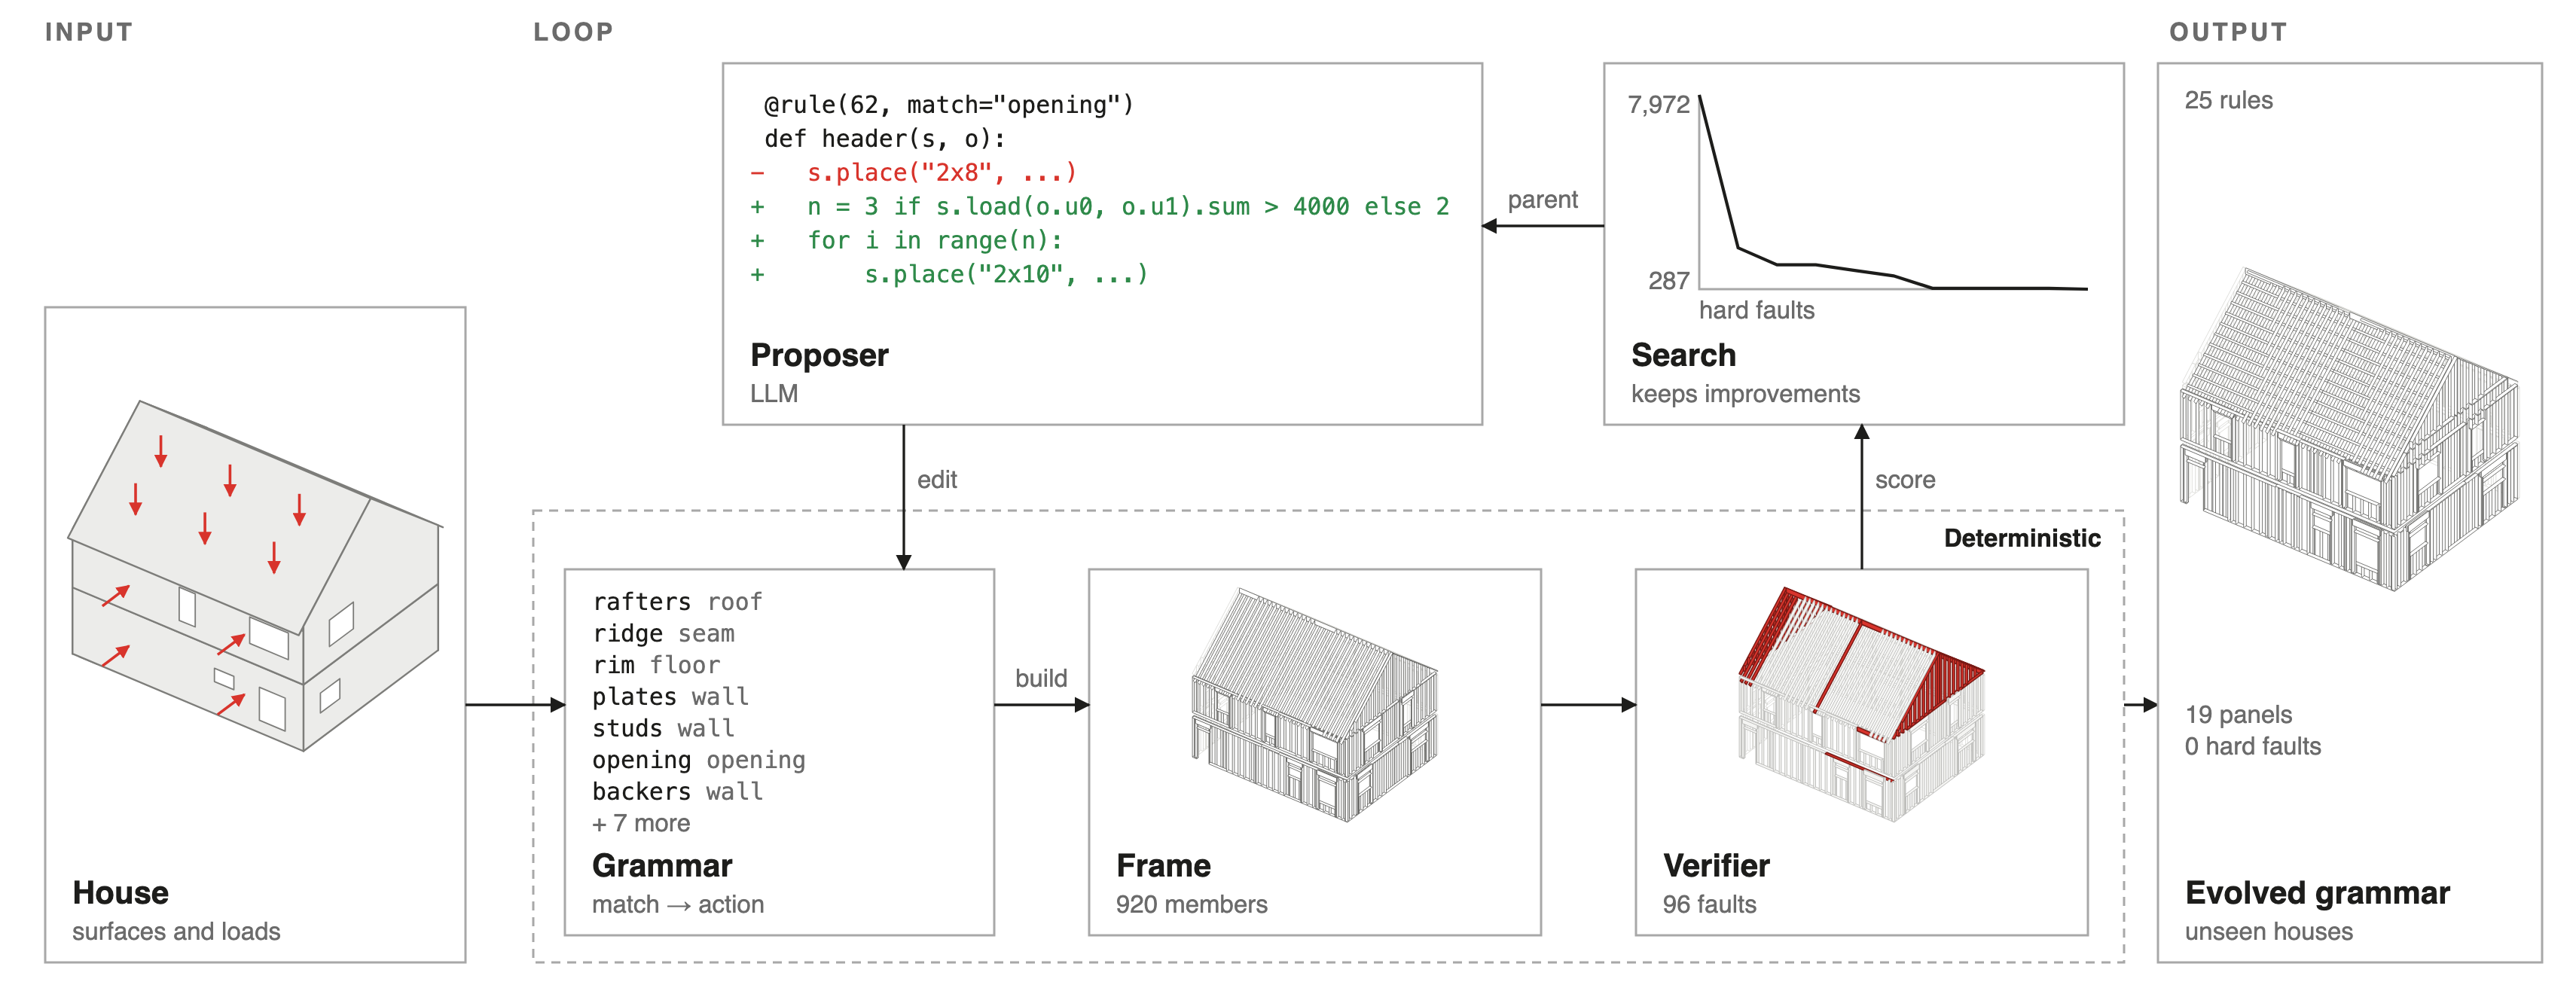 INPUT
LOOP
OUTPUT
@rule(62, match="opening")
def header(s, o):
-   s.place("2x8", ...)
+   n = 3 if s.load(o.u0, o.u1).sum > 4000 else 2
+   for i in range(n):
+       s.place("2x10", ...)
Proposer
LLM
parent
7,972
287
hard faults
Search
keeps improvements
25 rules
edit
score
Deterministic
House
surfaces and loads
rafters roof
ridge seam
rim floor
plates wall
studs wall
opening opening
backers wall
+ 7 more
Grammar
match → action
build
Frame
920 members
Verifier
96 faults
19 panels
0 hard faults
Evolved grammar
unseen houses